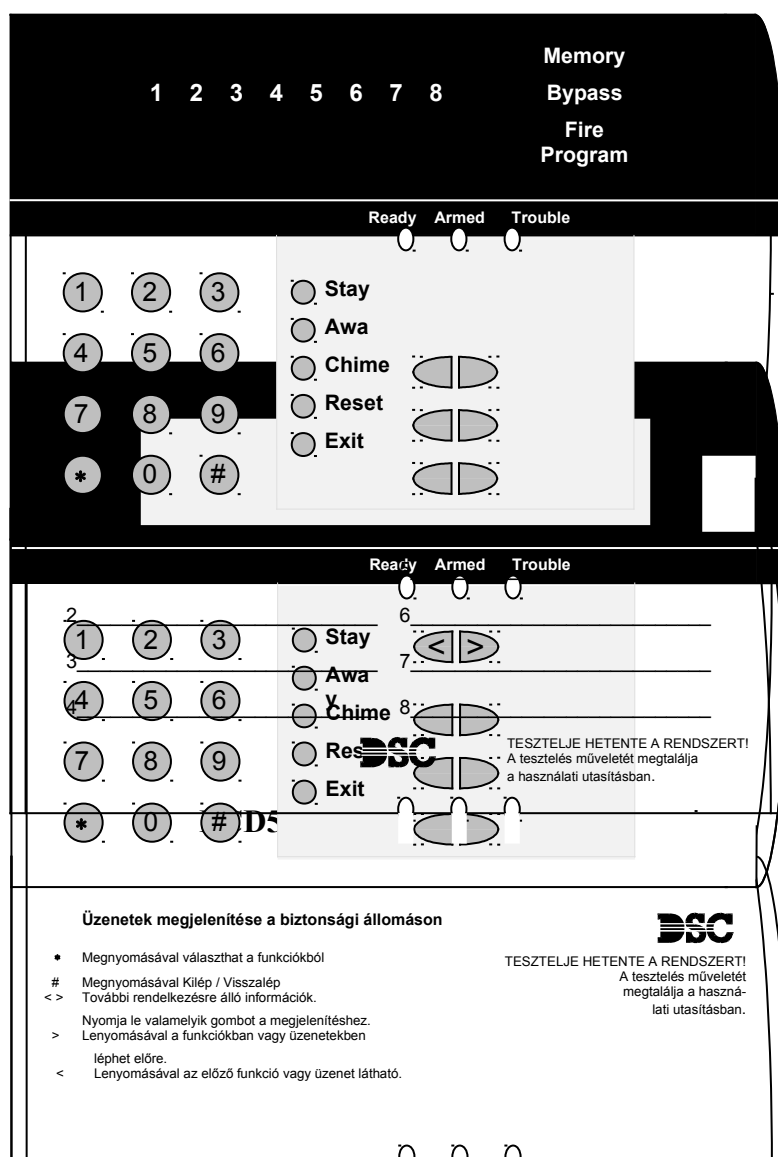 Memory
1 2 3 4 5 6 7 8 Bypass
Fire
Program
Ready Armed Trouble
1 2 3 Stay
Awa
4 5 6 Chime
7 8 9 Reset
Exit
* 0 #
Ready Armed Trouble
2 6
1 2 3 Stay < >
3 7
Awa
y
4 5 6
4 8
Chime
DSC
TESZTELJE HETENTE A RENDSZERT!
A tesztelés műveletét megtalálja
a használati utasításban.
7 8 9 Res
Exit
* 0 #
Üzenetek megjelenítése a biztonsági állomáson
DSC
* Megnyomásával választhat a funkciókból
# Megnyomásával Kilép / Visszalép
< > További rendelkezésre álló információk.
Nyomja le valamelyik gombot a megjelenítéshez.
> Lenyomásával a funkciókban vagy üzenetekben
léphet előre.
< Lenyomásával az előző funkció vagy üzenet látható.
TESZTELJE HETENTE A RENDSZERT!
A tesztelés műveletét
megtalálja a haszná-
lati utasításban.